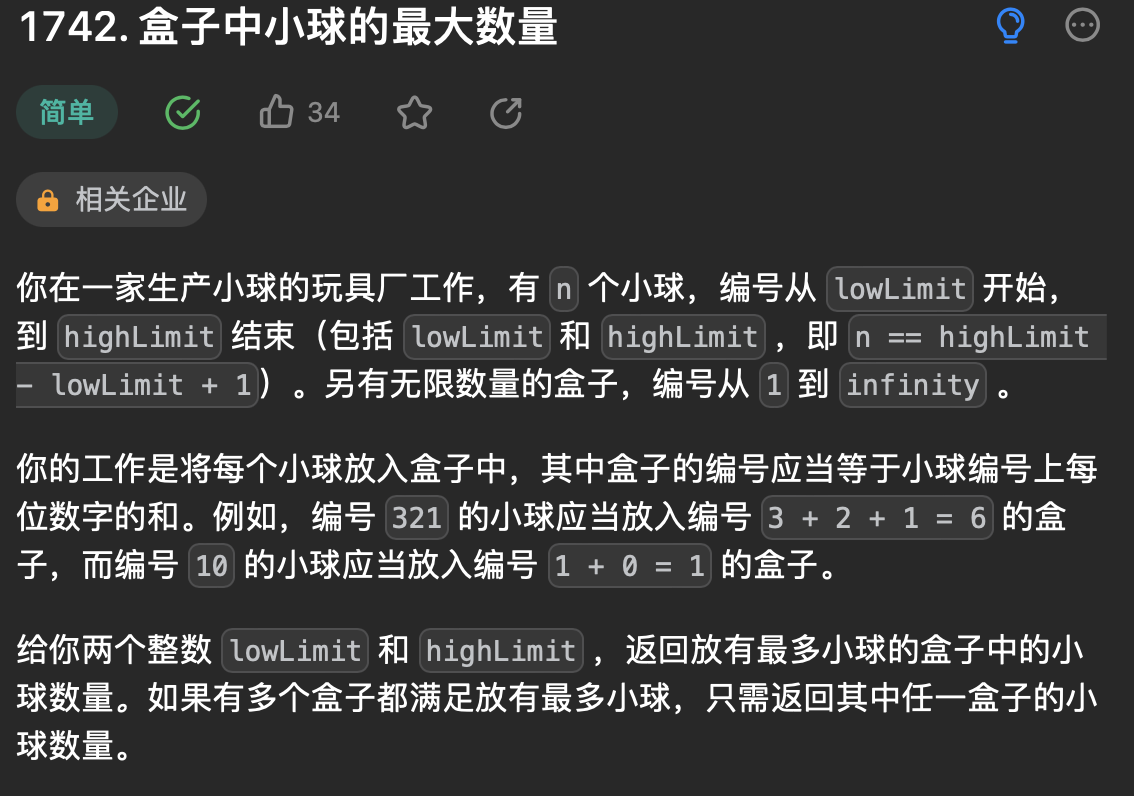 1742. 盒子中小球的最大数量
简单 34
相关企业
你在一家生产小球的玩具厂工作，有 n 个小球，编号从 lowLimit 开始，
到 highLimit 结束（包括 lowLimit 和 highLimit ，即 n == highLimit
- lowLimit + 1）。另有无限数量的盒子，编号从 1 到 infinity 。
你的工作是将每个小球放入盒子中，其中盒子的编号应当等于小球编号上每
位数字的和。例如，编号 321 的小球应当放入编号 3 + 2 + 1 = 6 的盒
子，而编号 10 的小球应当放入编号 1 + 0 = 1 的盒子。
给你两个整数 lowLimit 和 highLimit ，返回放有最多小球的盒子中的小
球数量。如果有多个盒子都满足放有最多小球，只需返回其中任一盒子的小
球数量。